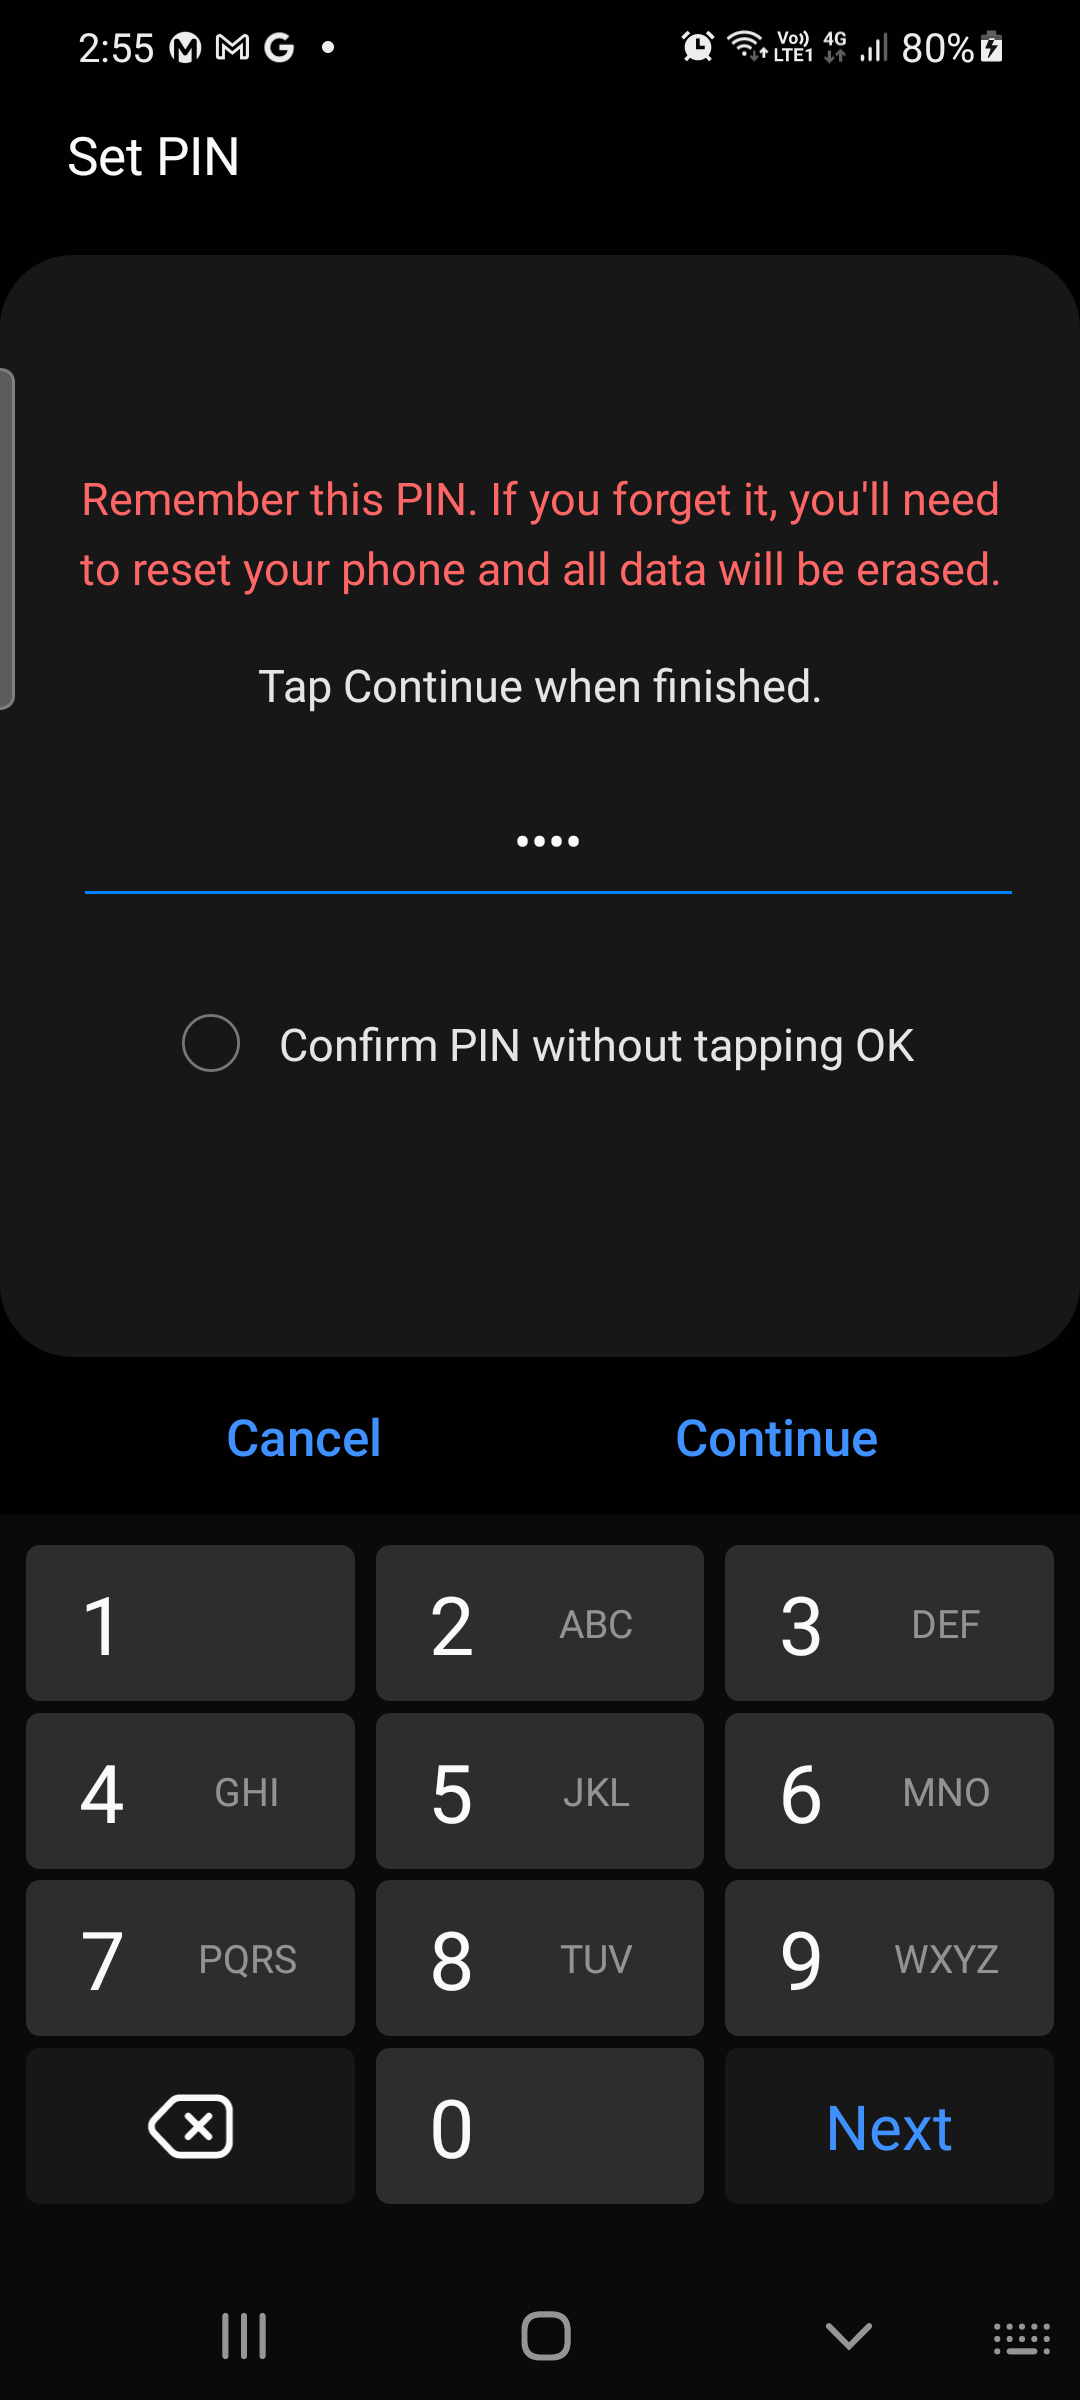 2:55 Vo)) LTE1 4G 80%
Set PIN
Remember this PIN. If you forget it, you'll need
to reset your phone and all data will be erased.
Tap Continue when finished.
••••
Confirm PIN without tapping OK
Cancel Continue
1 2 ABC 3 DEF
4 GHI 5 JKL 6 MNO
7 PQRS 8 TUV 9 WXYZ
0 Next